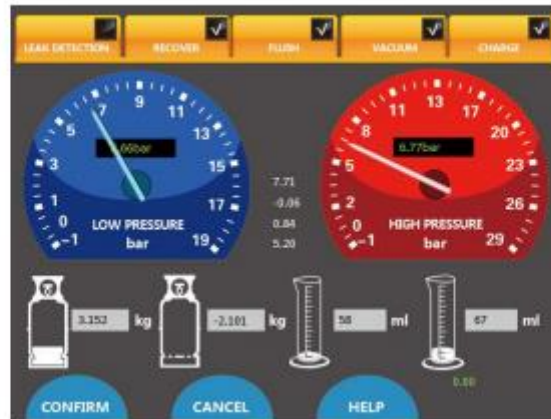 LEAK DETECTION RECOVER FLUSH VACUUM CHARGE
-1 0 1 3 5 7 9 11 13 15 17 19
.66bar
LOW PRESSURE
bar
7.71
-0.06
0.84
5.20
-1 0 2 5 8 11 13 17 20 23 26 29
6.77bar
HIGH PRESSURE
bar
3.152 kg -2.101 kg 58 ml 67 ml
0.00
CONFIRM CANCEL HELP